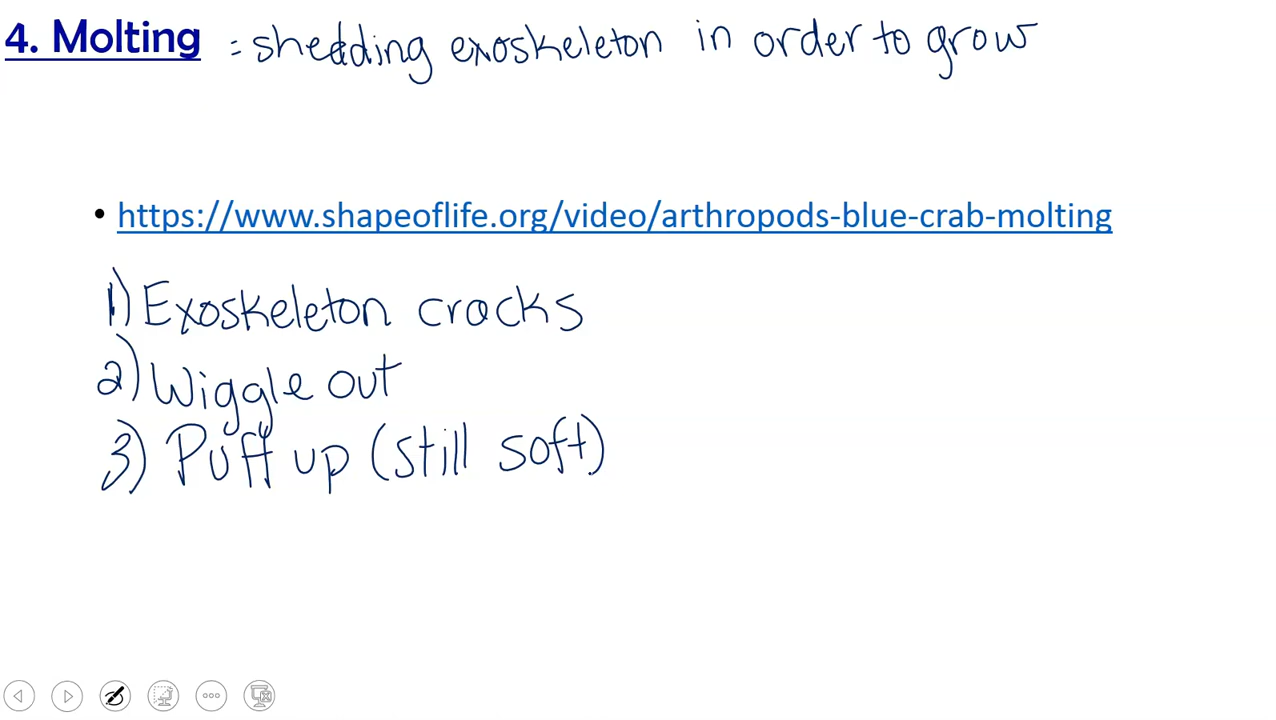 4. Molting = shedding exoskeleton in order to grow
• https://www.shapeoflife.org/video/arthropods-blue-crab-molting
1) Exoskeleton cracks
2) Wiggle out
3) Puff up (still soft)